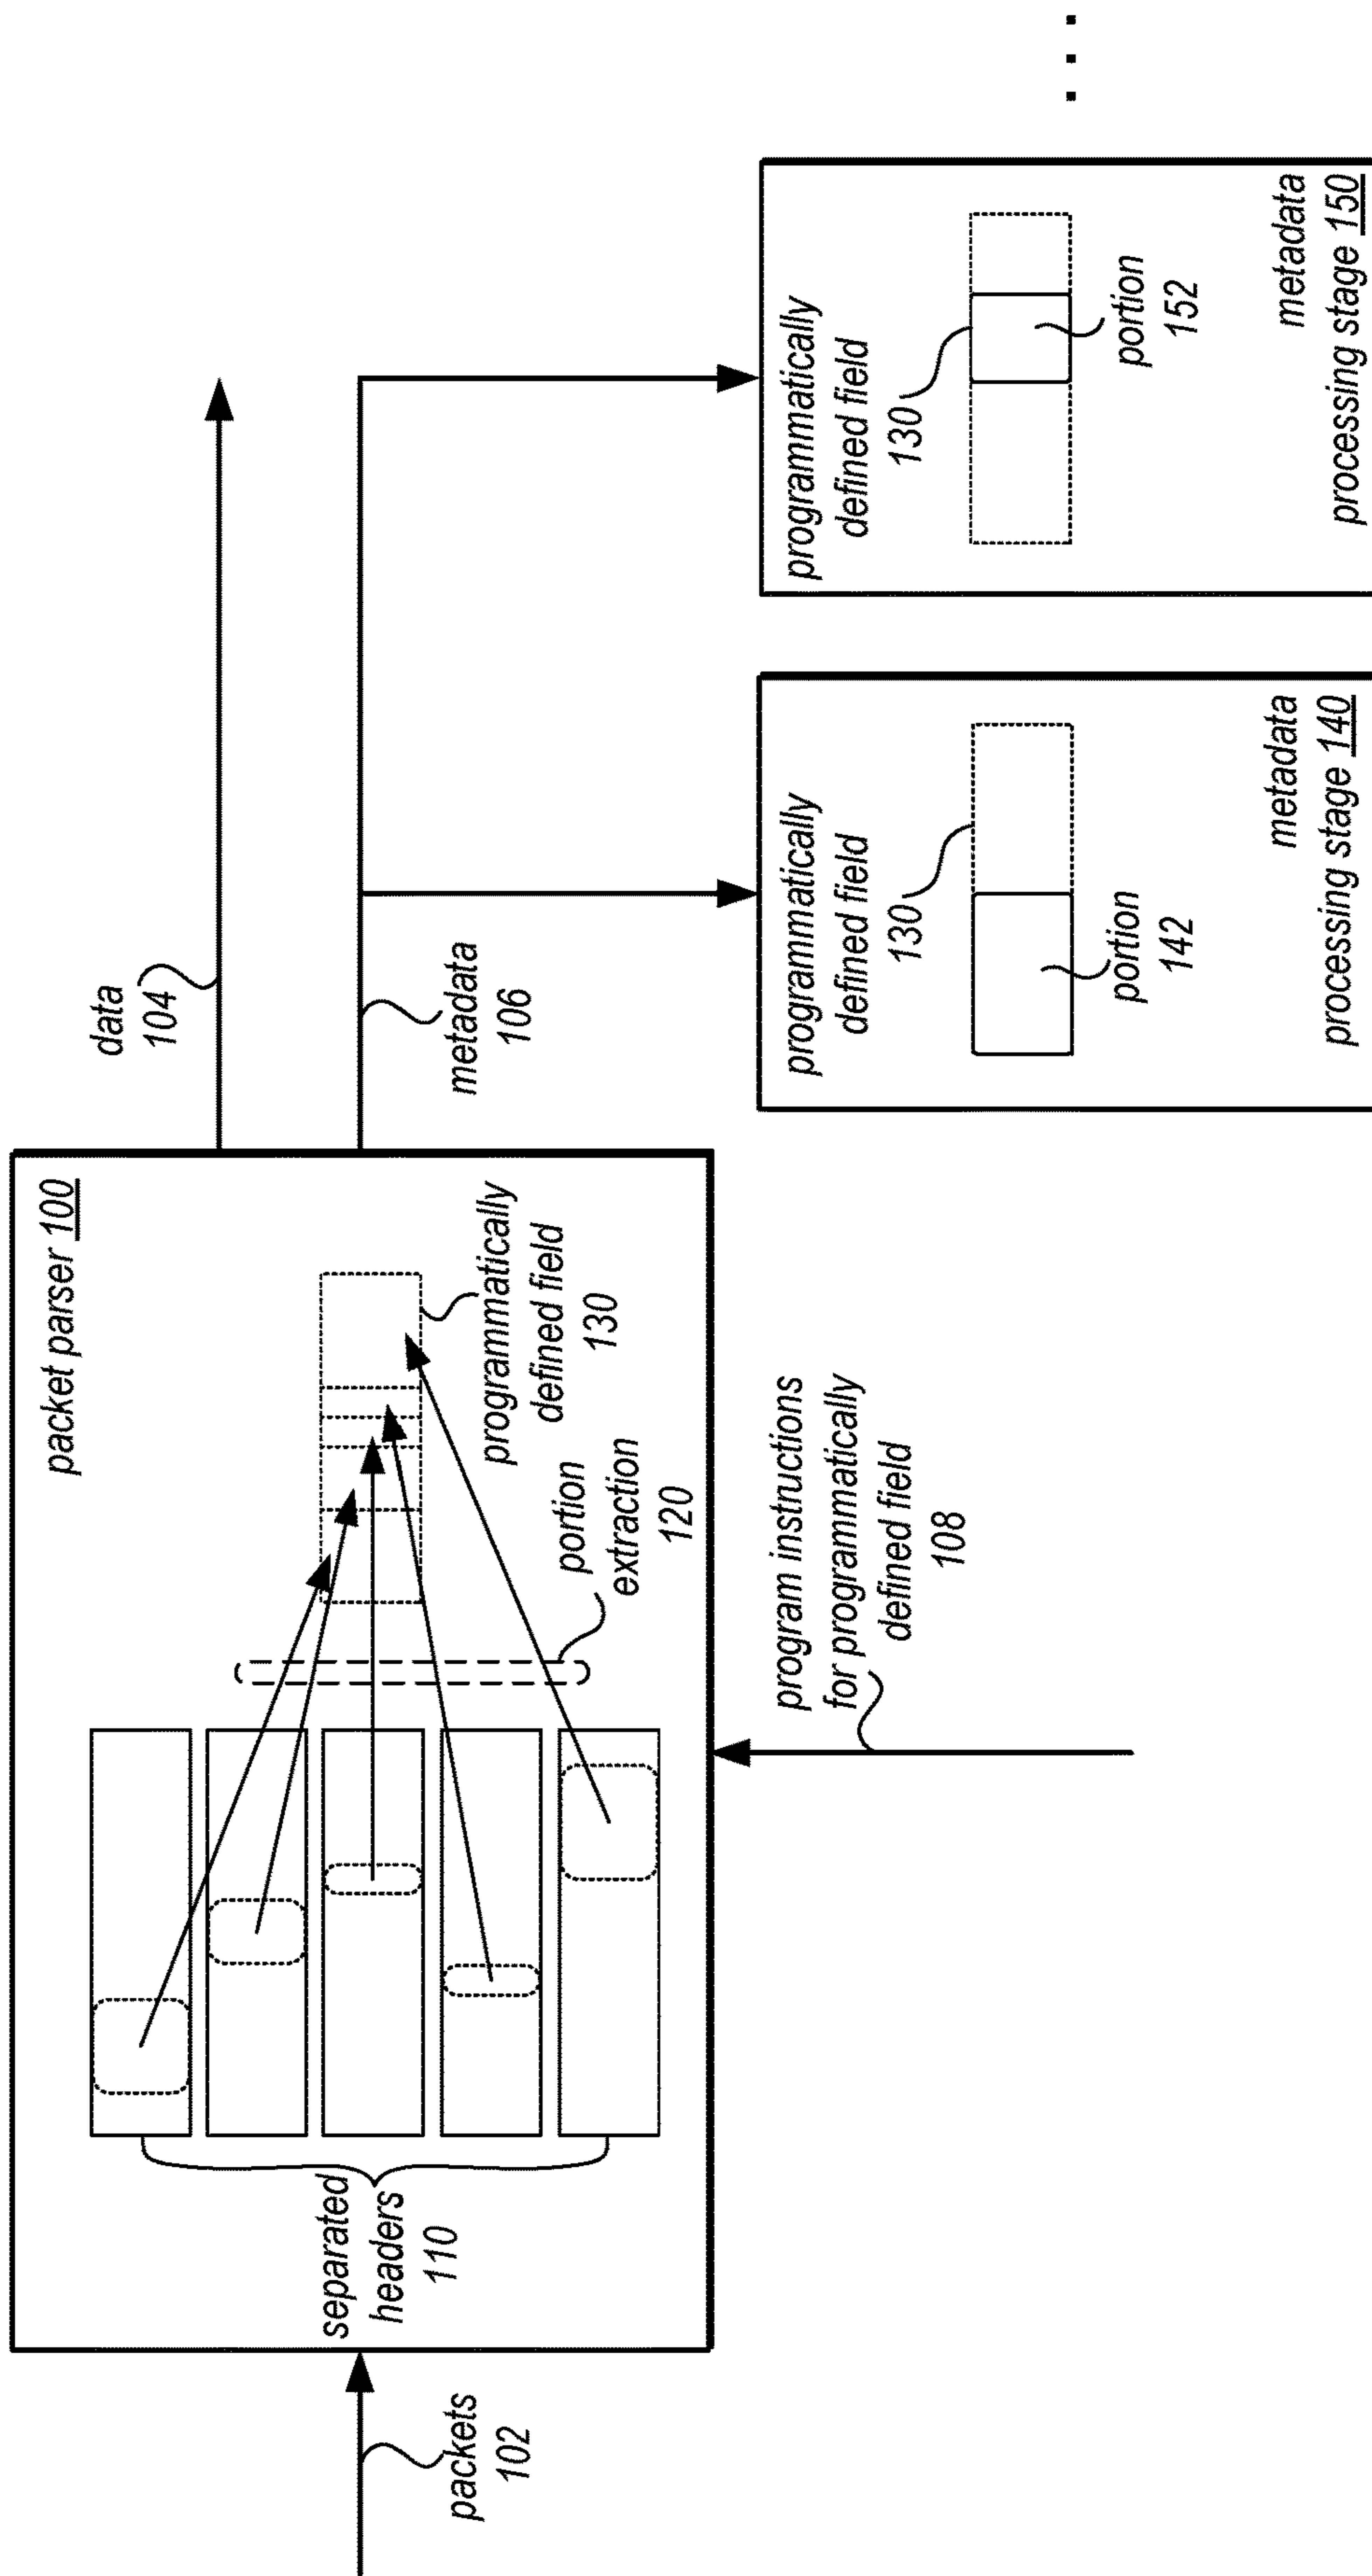 packet parser 100
separated
headers
110
portion
extraction
120
programmatically
defined field
130
packets
102
data
104
metadata
106
program instructions
for programmatically
defined field
108
programmatically
defined field
130
portion
142
metadata
processing stage 140
programmatically
defined field
130
portion
152
metadata
processing stage 150
. . .